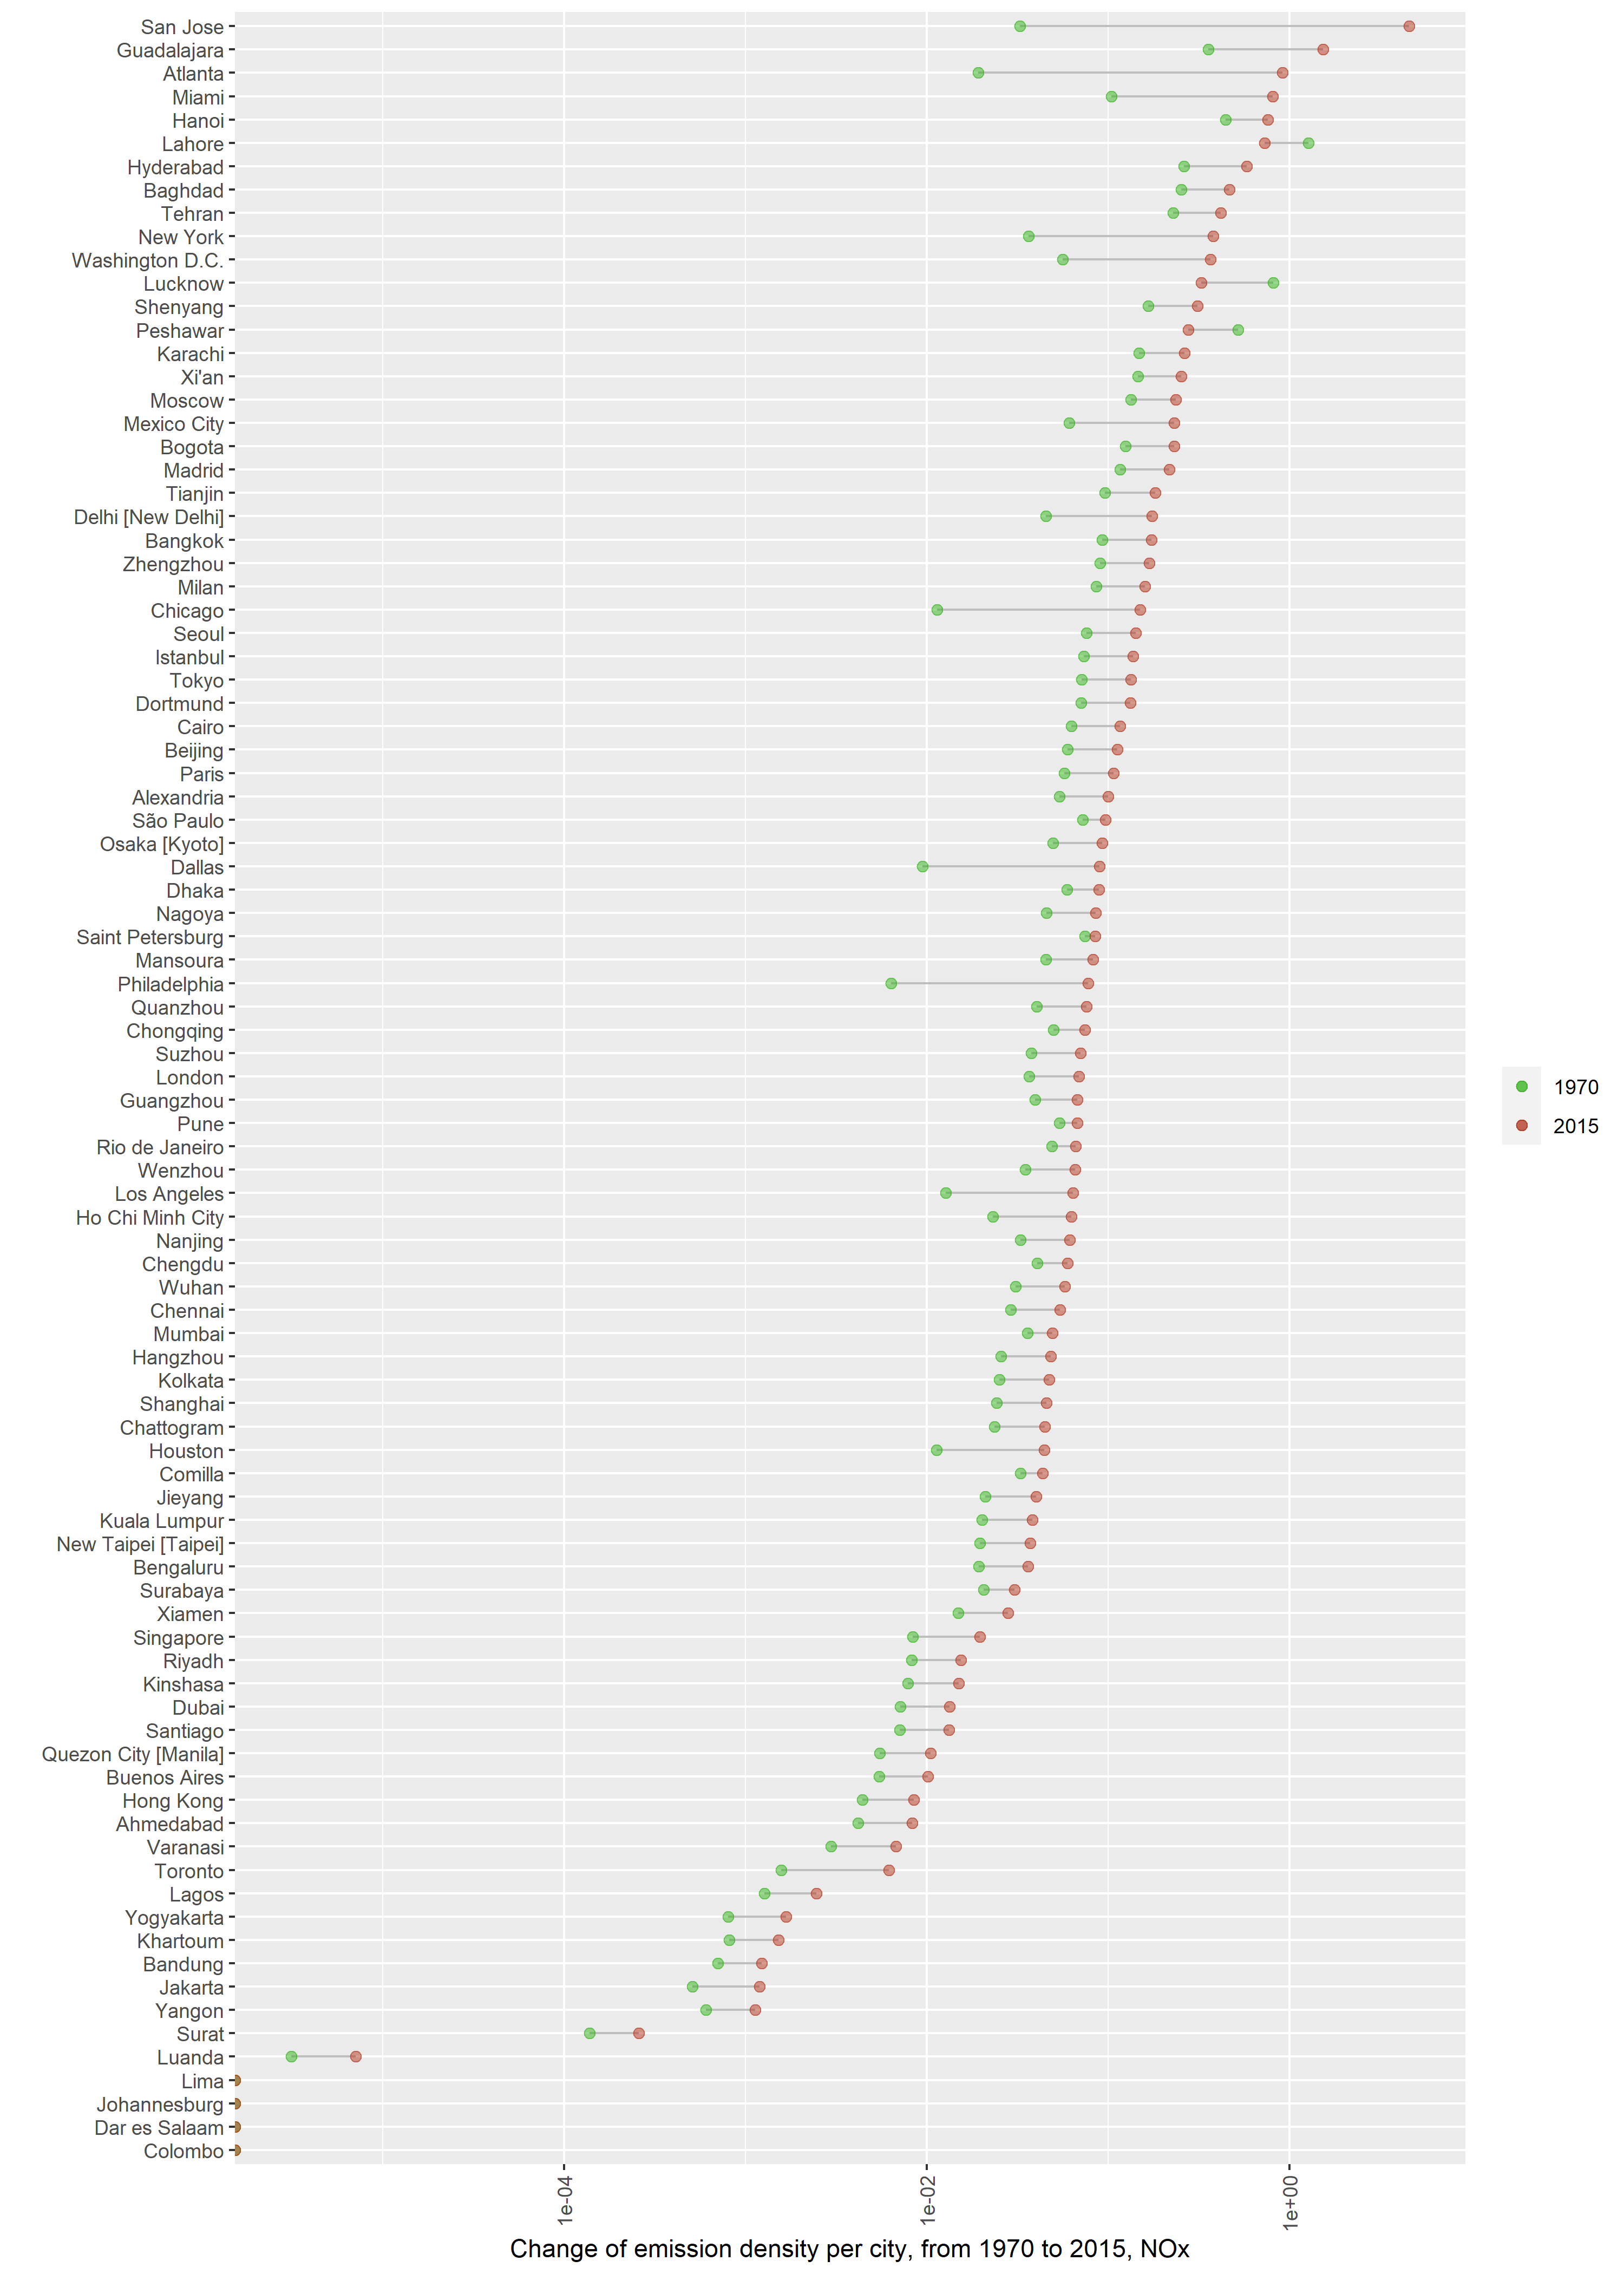 San Jose
Guadalajara
Atlanta
Miami
Hanoi
Lahore
Hyderabad
Baghdad
Tehran
New York
Washington D.C.
Lucknow
Shenyang
Peshawar
Karachi
Xi'an
Moscow
Mexico City
Bogota
Madrid
Tianjin
Delhi [New Delhi]
Bangkok
Zhengzhou
Milan
Chicago
Seoul
Istanbul
Tokyo
Dortmund
Cairo
Beijing
Paris
Alexandria
São Paulo
Osaka [Kyoto]
Dallas
Dhaka
Nagoya
Saint Petersburg
Mansoura
Philadelphia
Quanzhou
Chongqing
Suzhou
London
Guangzhou
Pune
Rio de Janeiro
Wenzhou
Los Angeles
Ho Chi Minh City
Nanjing
Chengdu
Wuhan
Chennai
Mumbai
Hangzhou
Kolkata
Shanghai
Chattogram
Houston
Comilla
Jieyang
Kuala Lumpur
New Taipei [Taipei]
Bengaluru
Surabaya
Xiamen
Singapore
Riyadh
Kinshasa
Dubai
Santiago
Quezon City [Manila]
Buenos Aires
Hong Kong
Ahmedabad
Varanasi
Toronto
Lagos
Yogyakarta
Khartoum
Bandung
Jakarta
Yangon
Surat
Luanda
Lima
Johannesburg
Dar es Salaam
Colombo
1e-04
1e-02
1e+00
Change of emission density per city, from 1970 to 2015, NOx
1970
2015